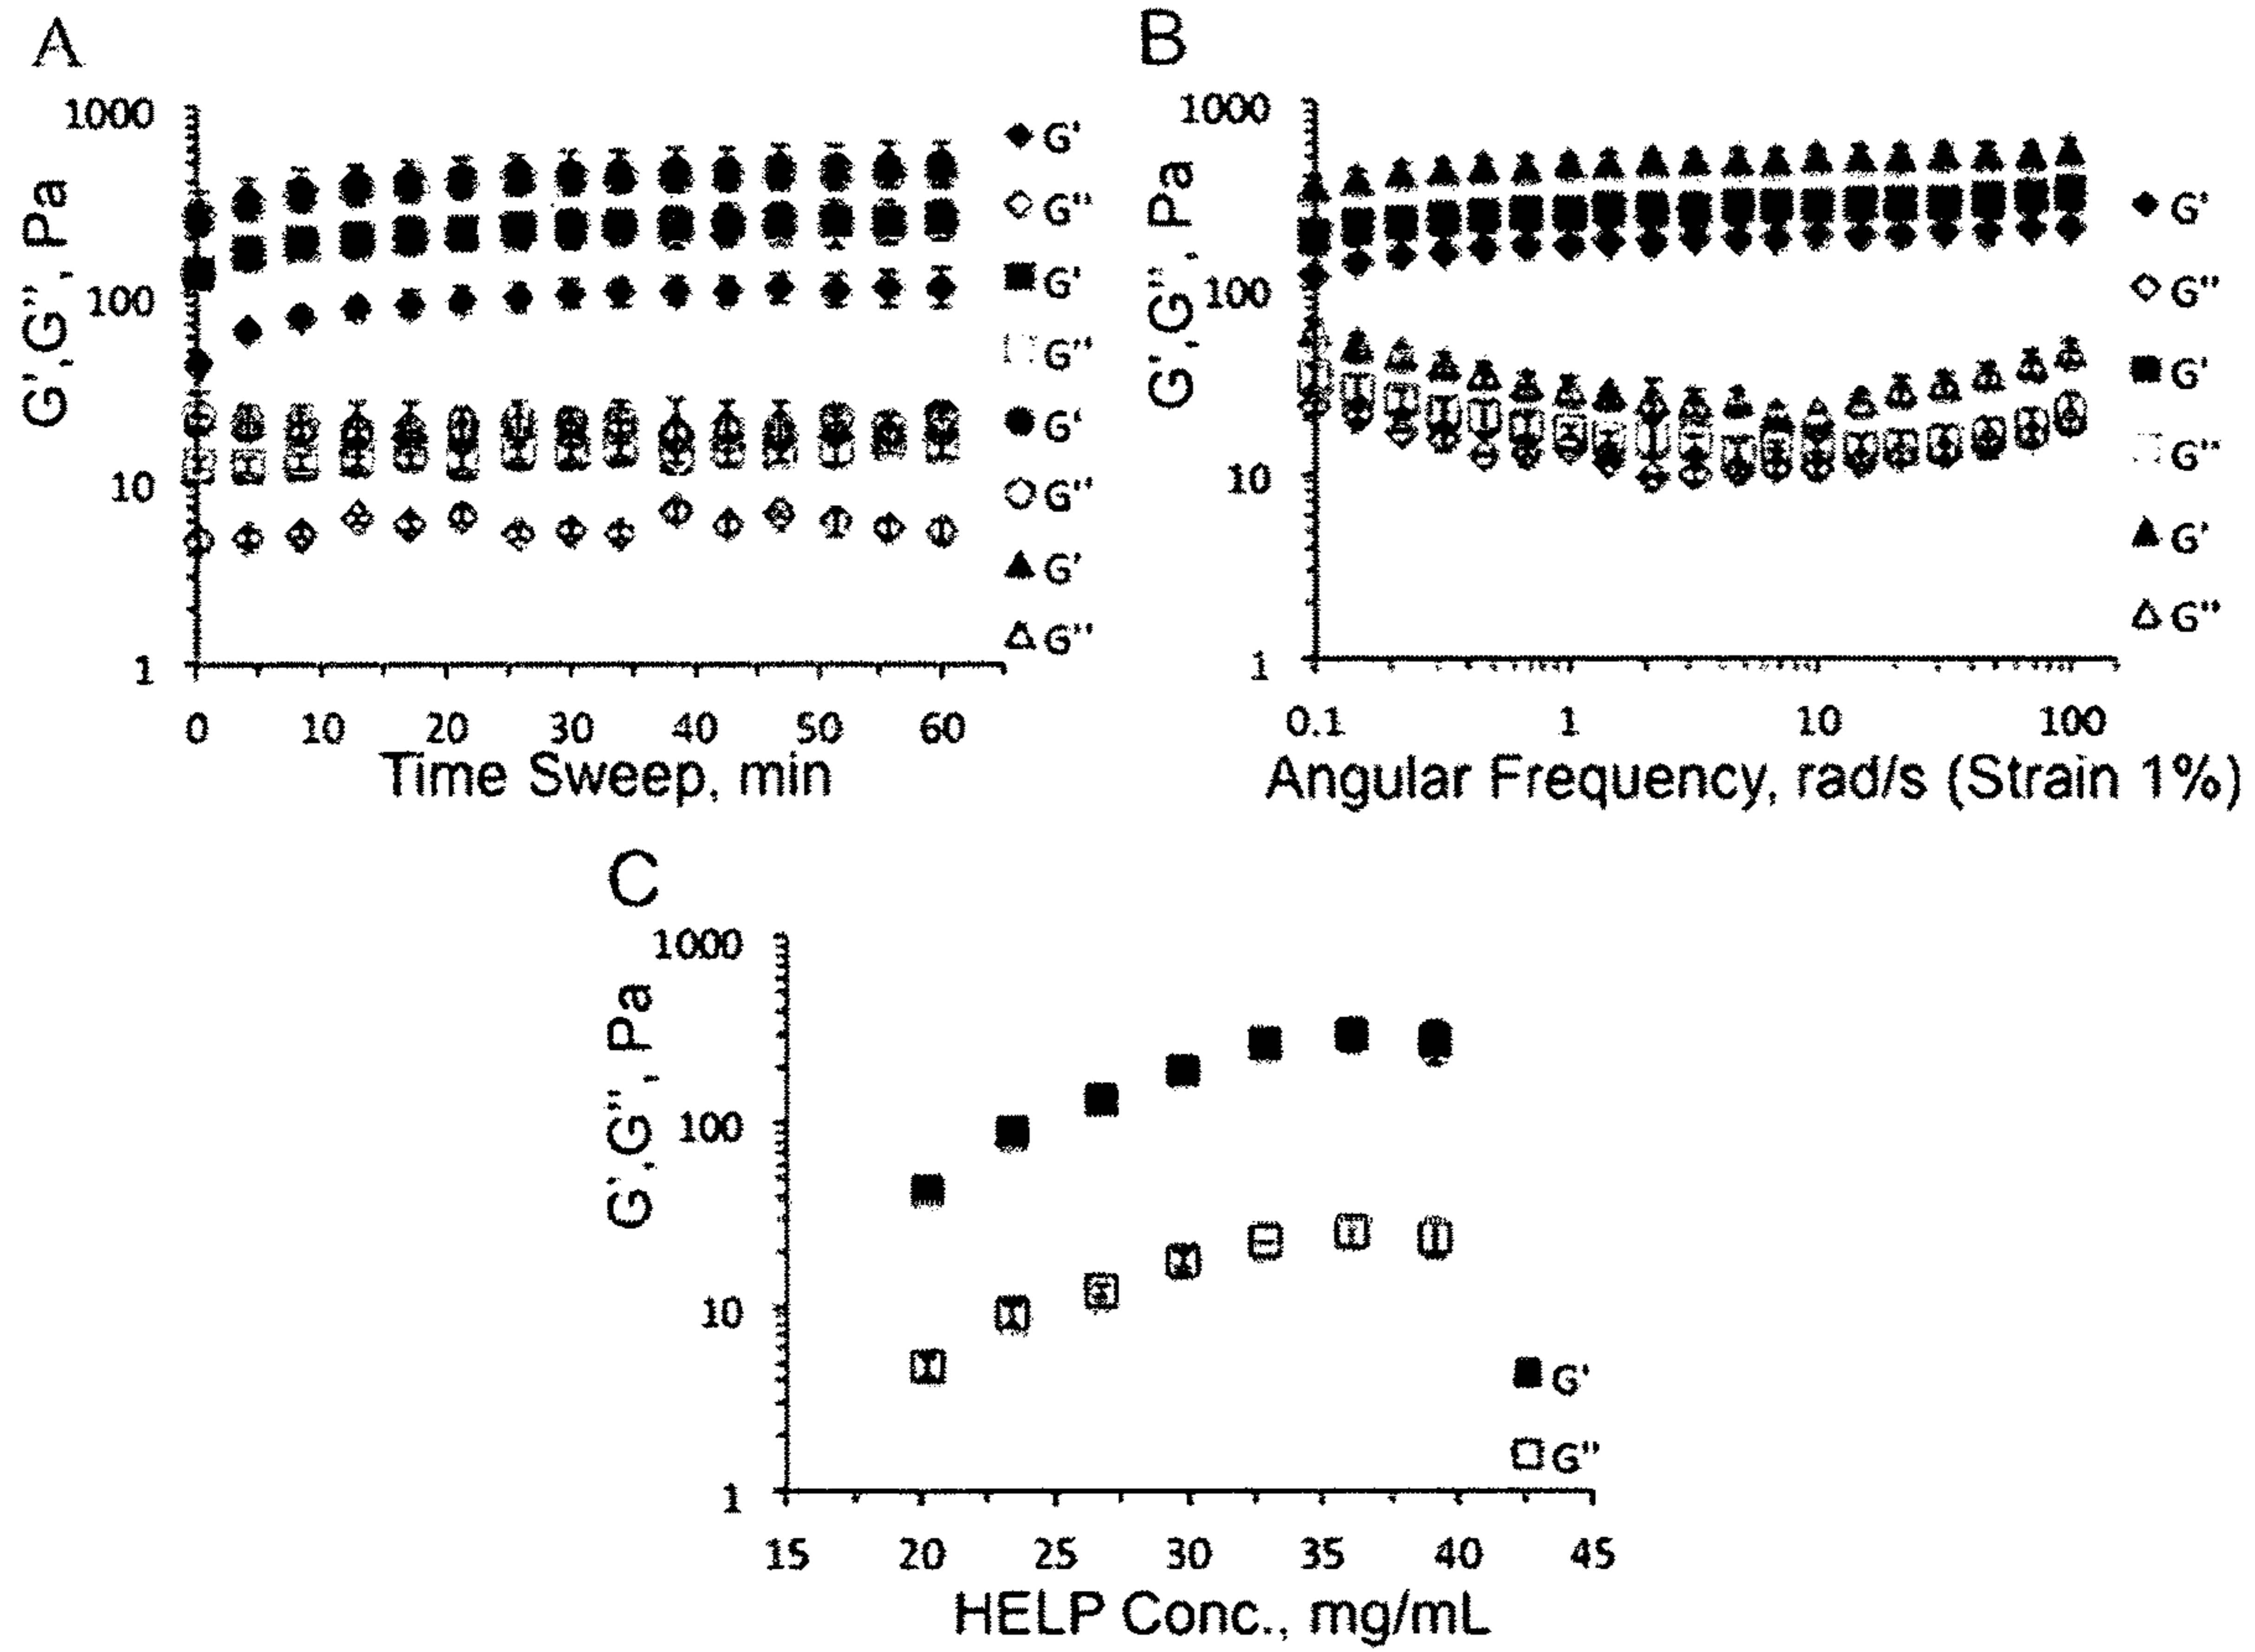 A
G',G'', Pa
1000
100
10
1
0 10 20 30 40 50 60
Time Sweep, min
G'
G''
G'
G''
G'
G''
G'
G''
B
G',G'', Pa
1000
100
10
1
0.1 1 10 100
Angular Frequency, rad/s (Strain 1%)
G'
G''
G'
G''
G'
G''
C
G',G'', Pa
1000
100
10
1
15 20 25 30 35 40 45
HELP Conc., mg/mL
G'
G''